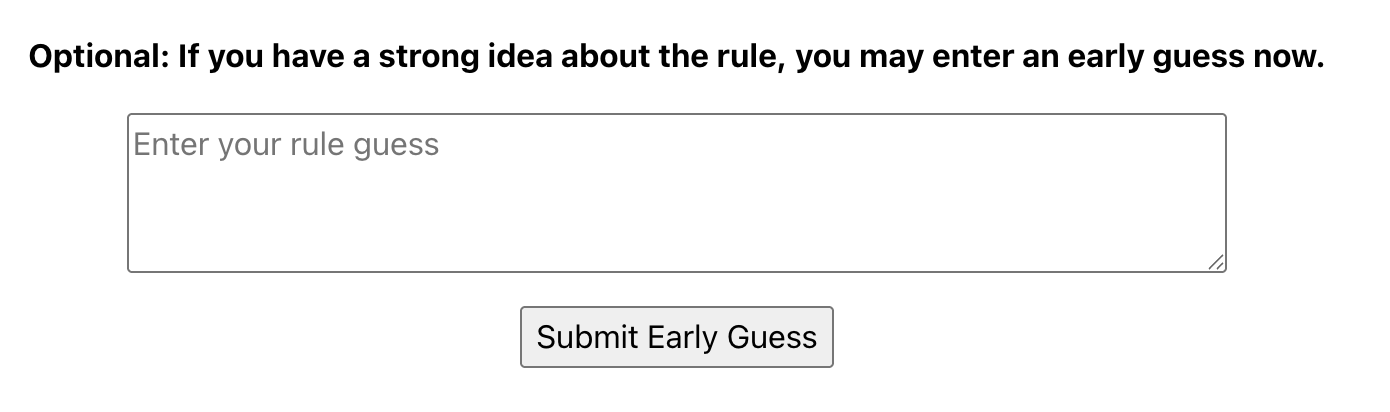 Optional: If you have a strong idea about the rule, you may enter an early guess now.
Enter your rule guess
Submit Early Guess